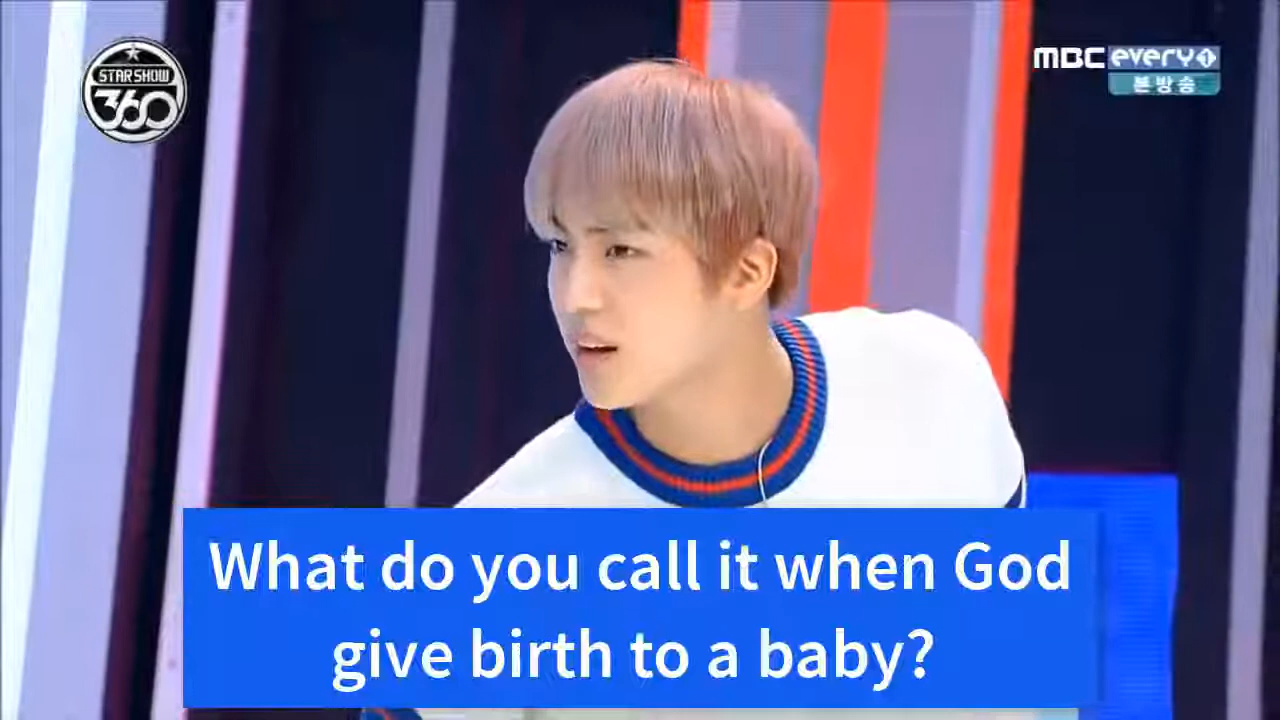 STAR SHOW
360
MBC every1
본방송
What do you call it when God
give birth to a baby?